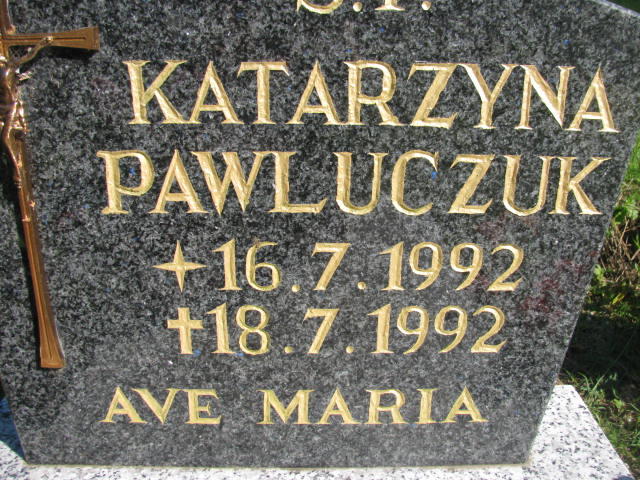 Ś.P.
KATARZYNA
PAWLUCZUK
16.7.1992
✝18.7.1992
AVE MARIA